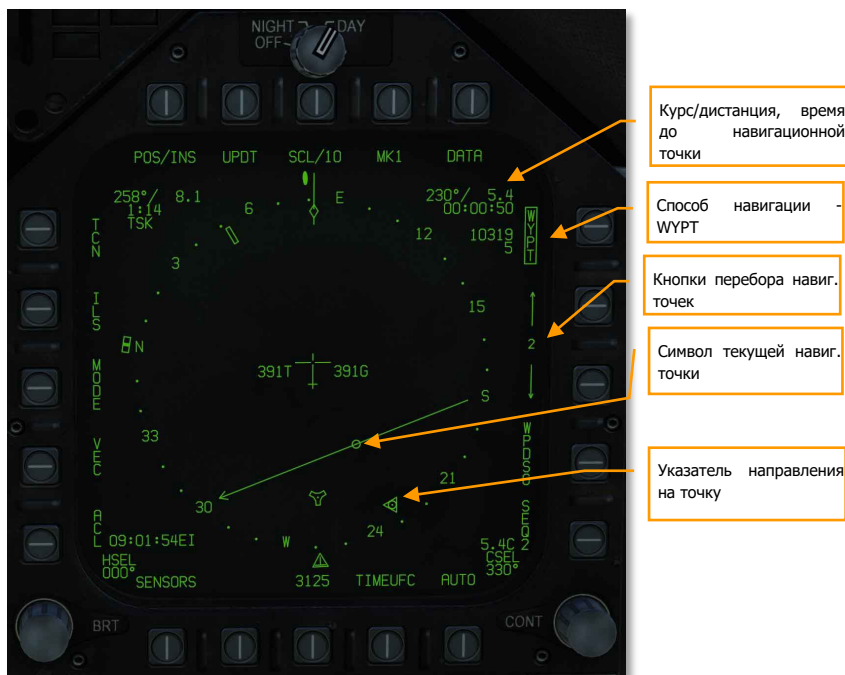 NIGHT DAY
OFF
POS/INS UPDT SCL/10 MK1 DATA
258°/ 8.1
1:14
TSK
230°/ 5.4
00:00:50
10319
5
WYPT
TCN
ILS
MODE
VEC
ACL
6
E
12
3
15
N
2
391T 391G
S
33
WPDSG
21
30
24
W
SEQ
2
09:01:54EI
5.4C
HSEL
000°
CSEL
330°
SENSORS 3125 TIMEUFC AUTO
1
BRT
CONT
Курс/дистанция, время
до навигационной
точки
Способ навигации -
WYPT
Кнопки перебора навиг.
точек
Символ текущей навиг.
точки
Указатель направления
на точку